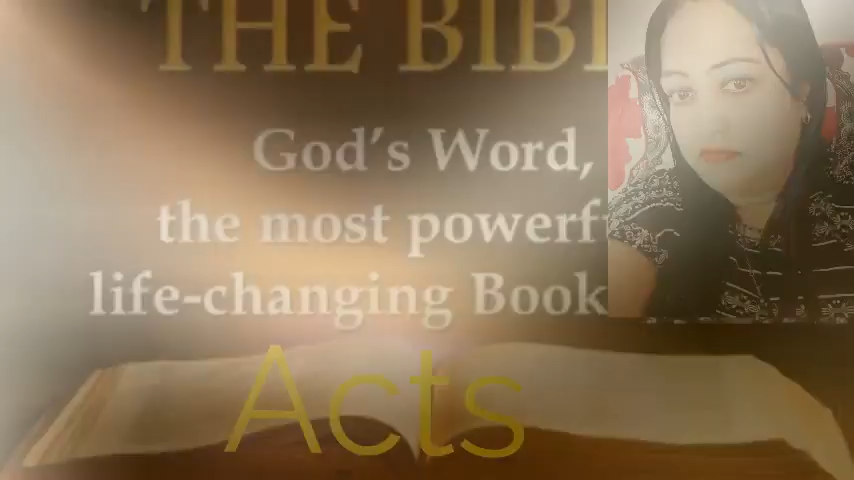 THE BIB
God's Word,
the most powerf
life-changing Book
Acts